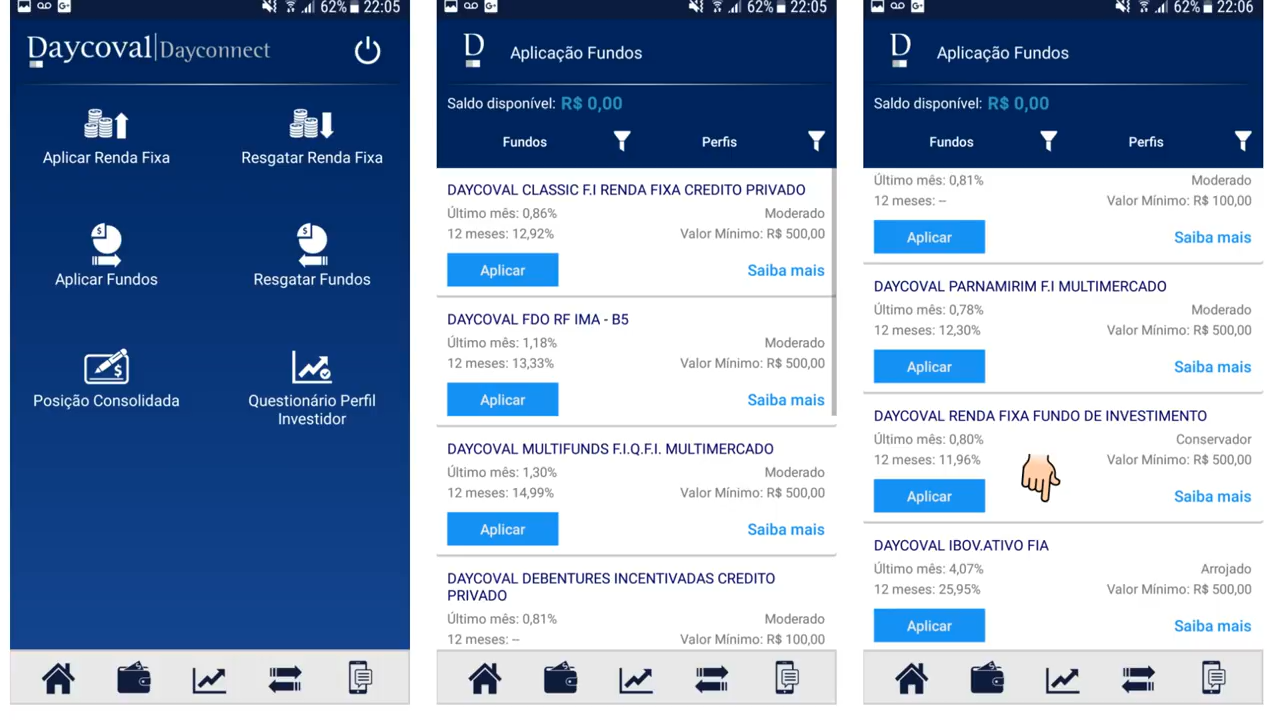 62% 22:05
Daycoval Dayconnect
Aplicar Renda Fixa
Resgatar Renda Fixa
Aplicar Fundos
Resgatar Fundos
Posição Consolidada
Questionário Perfil
Investidor
62% 22:05
D
Aplicação Fundos
Saldo disponível: R$ 0,00
Fundos
Perfis
DAYCOVAL CLASSIC F.I RENDA FIXA CREDITO PRIVADO
Último mês: 0,86% Moderado
12 meses: 12,92% Valor Mínimo: R$ 500,00
Aplicar Saiba mais
DAYCOVAL FDO RF IMA - B5
Último mês: 1,18% Moderado
12 meses: 13,33% Valor Mínimo: R$ 500,00
Aplicar Saiba mais
DAYCOVAL MULTIFUNDS F.I.Q.F.I. MULTIMERCADO
Último mês: 1,30% Moderado
12 meses: 14,99% Valor Mínimo: R$ 500,00
Aplicar Saiba mais
DAYCOVAL DEBENTURES INCENTIVADAS CREDITO
PRIVADO
Último mês: 0,81% Moderado
12 meses: -- Valor Mínimo: R$ 100,00
62% 22:06
D
Aplicação Fundos
Saldo disponível: R$ 0,00
Fundos
Perfis
Último mês: 0,81% Moderado
12 meses: -- Valor Mínimo: R$ 100,00
Aplicar Saiba mais
DAYCOVAL PARNAMIRIM F.I MULTIMERCADO
Último mês: 0,78% Moderado
12 meses: 12,30% Valor Mínimo: R$ 500,00
Aplicar Saiba mais
DAYCOVAL RENDA FIXA FUNDO DE INVESTIMENTO
Último mês: 0,80% Conservador
12 meses: 11,96% Valor Mínimo: R$ 500,00
Aplicar Saiba mais
DAYCOVAL IBOV.ATIVO FIA
Último mês: 4,07% Arrojado
12 meses: 25,95% Valor Mínimo: R$ 500,00
Aplicar Saiba mais